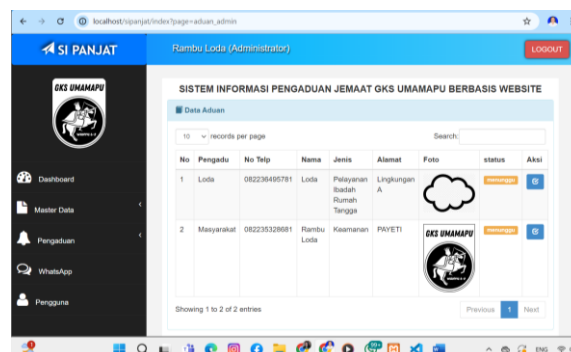 localhost/sipanjat/index?page=aduan_admin
SI PANJAT
Rambu Loda (Administrator)
LOGOUT
GKS UMAMAPU
Dashboard
Master Data
Pengaduan
WhatsApp
Pengguna
SISTEM INFORMASI PENGADUAN JEMAAT GKS UMAMAPU BERBASIS WEBSITE
Data Aduan
10 records per page
Search:
No Pengadu No Telp Nama Jenis Alamat Foto status Aksi
1 Loda 082236495781 Loda Pelayanan Ibadah Rumah Tangga Lingkungan A menunggu
2 Masyarakat 082235328681 Rambu Loda Keamanan PAYETI GKS UMAMAPU menunggu
Showing 1 to 2 of 2 entries
Previous 1 Next
99+
ENG